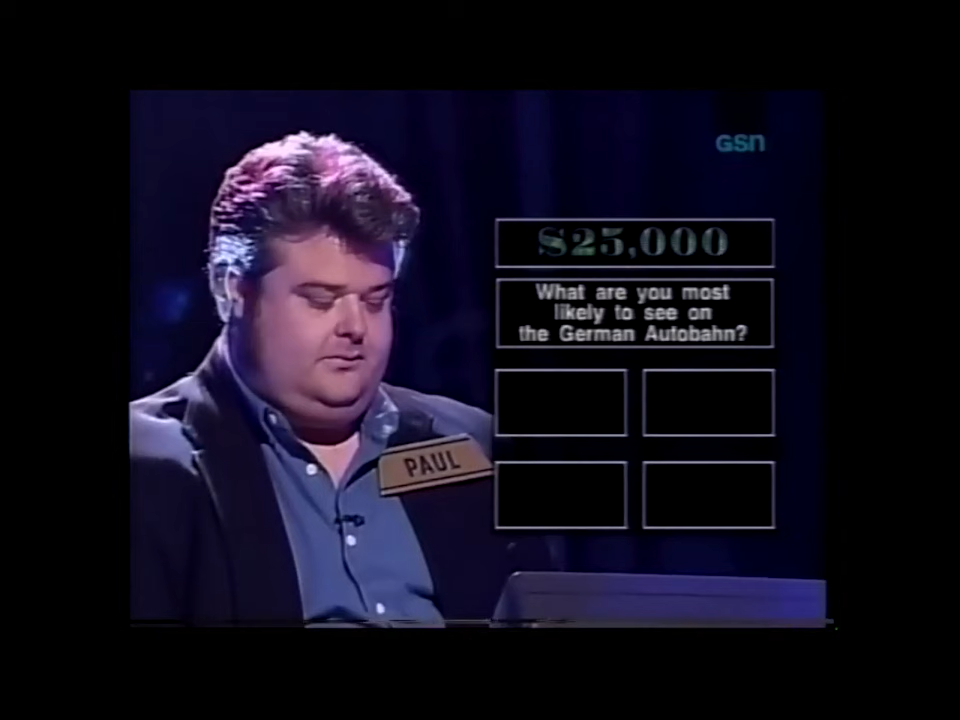 GSN
$25,000
What are you most
likely to see on
the German Autobahn?
PAUL